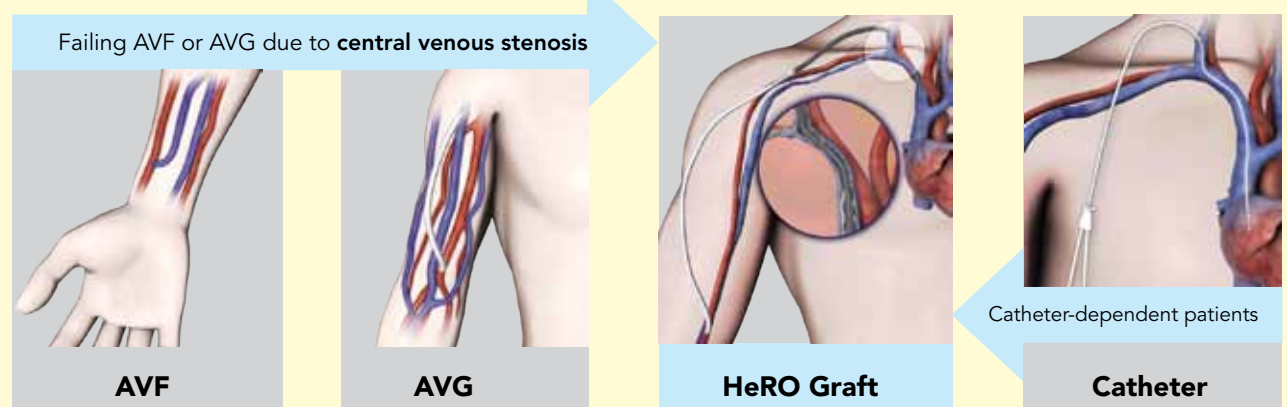 Failing AVF or AVG due to central venous stenosis
Catheter-dependent patients
AVF
AVG
HeRO Graft
Catheter